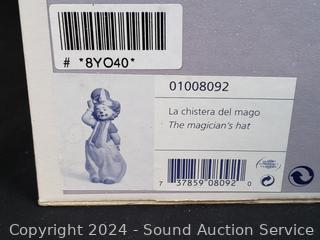 # *8YO40*
01008092
La chistera del mago
The magician's hat
7 37859 08092 0
Copyright © 2024 - Sound Auction Service